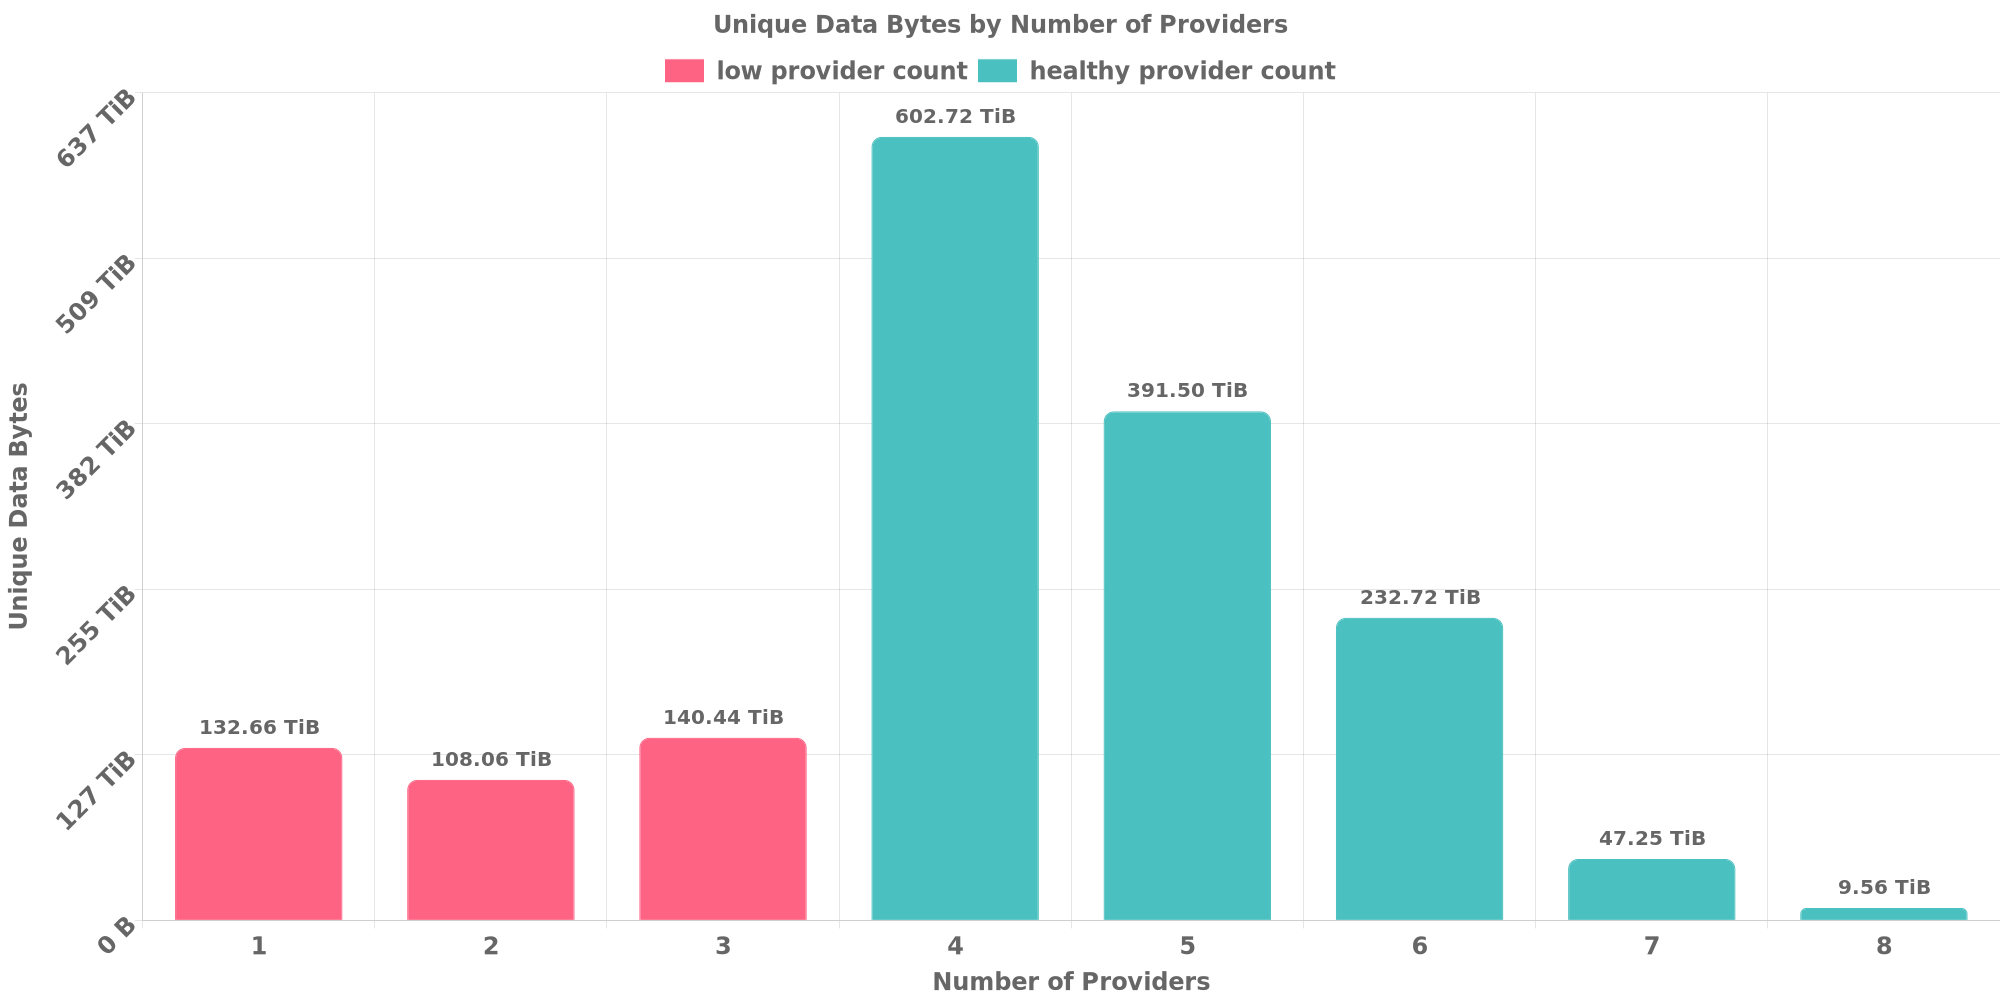 Unique Data Bytes by Number of Providers
low provider count healthy provider count
637 TiB
509 TiB
382 TiB
255 TiB
127 TiB
0 B
Unique Data Bytes
132.66 TiB
108.06 TiB
140.44 TiB
602.72 TiB
391.50 TiB
232.72 TiB
47.25 TiB
9.56 TiB
1 2 3 4 5 6 7 8
Number of Providers